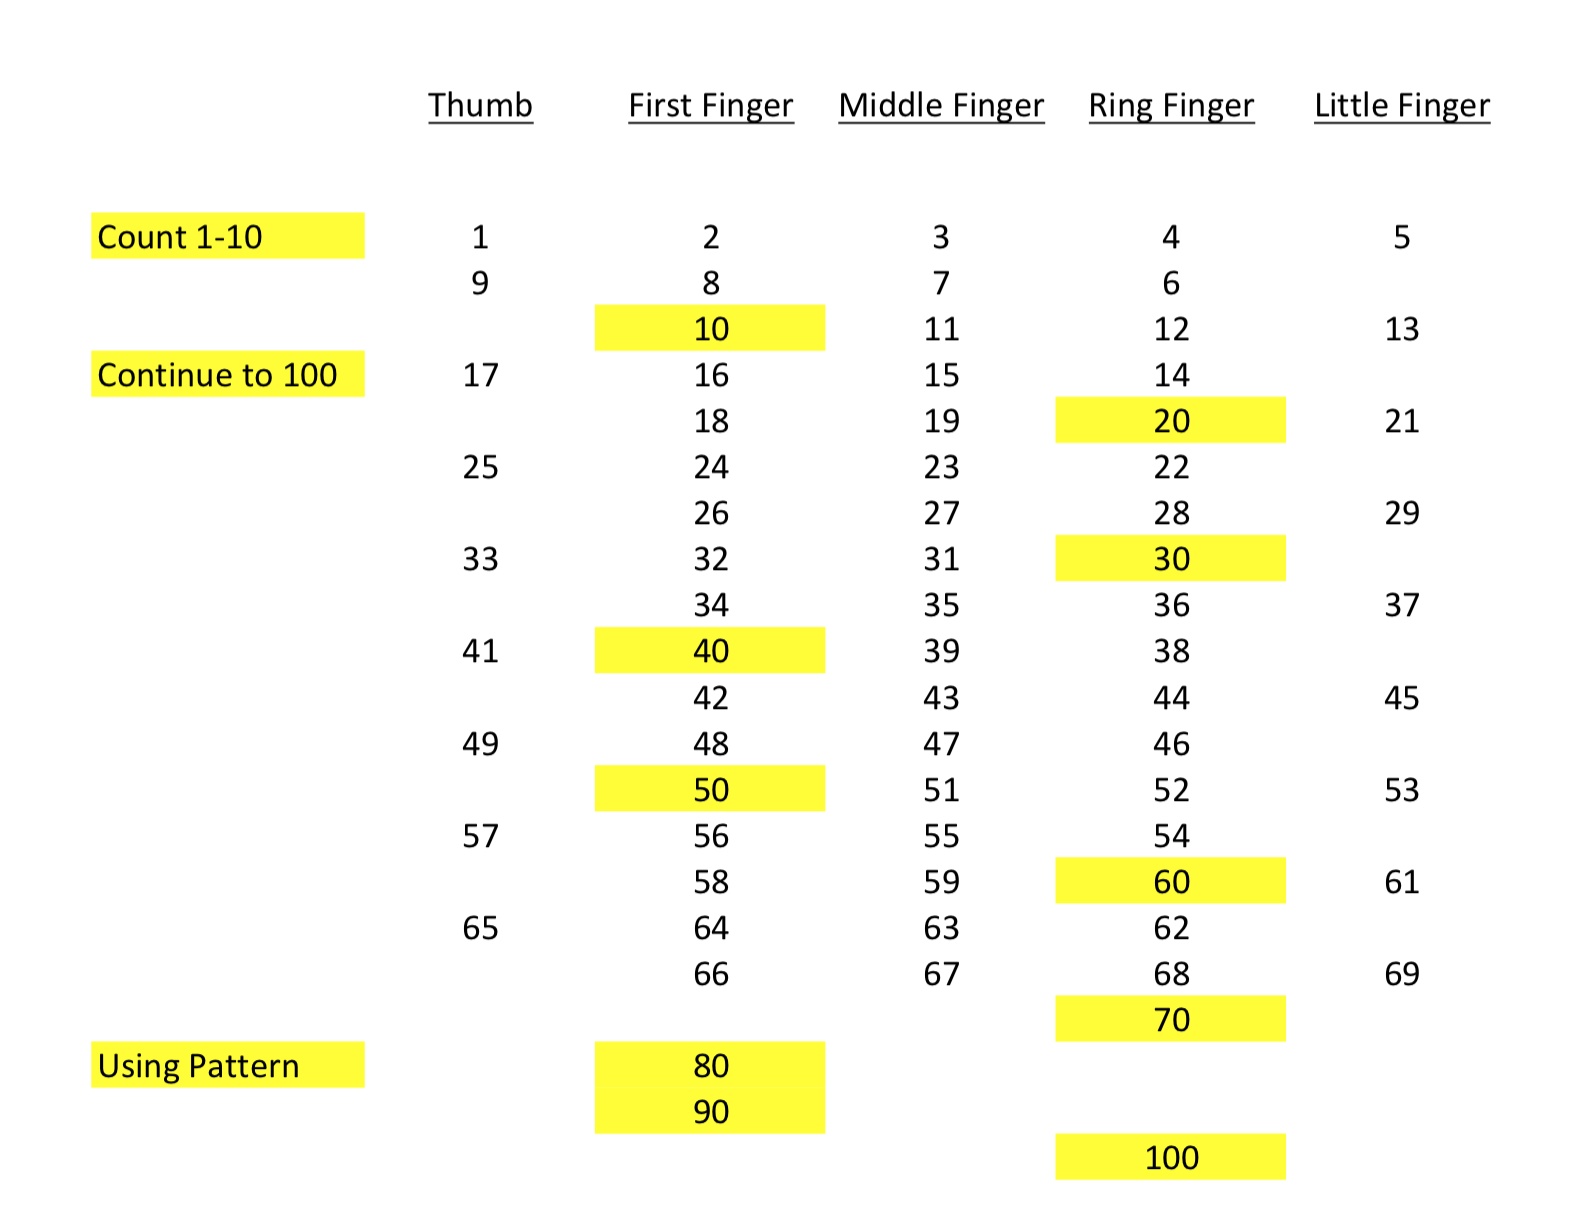 Thumb First Finger Middle Finger Ring Finger Little Finger
Count 1-10 1 2 3 4 5
9 8 7 6
10 11 12 13
Continue to 100 17 16 15 14
18 19 20 21
25 24 23 22
26 27 28 29
33 32 31 30
34 35 36 37
41 40 39 38
42 43 44 45
49 48 47 46
50 51 52 53
57 56 55 54
58 59 60 61
65 64 63 62
66 67 68 69
70
Using Pattern 80
90
100